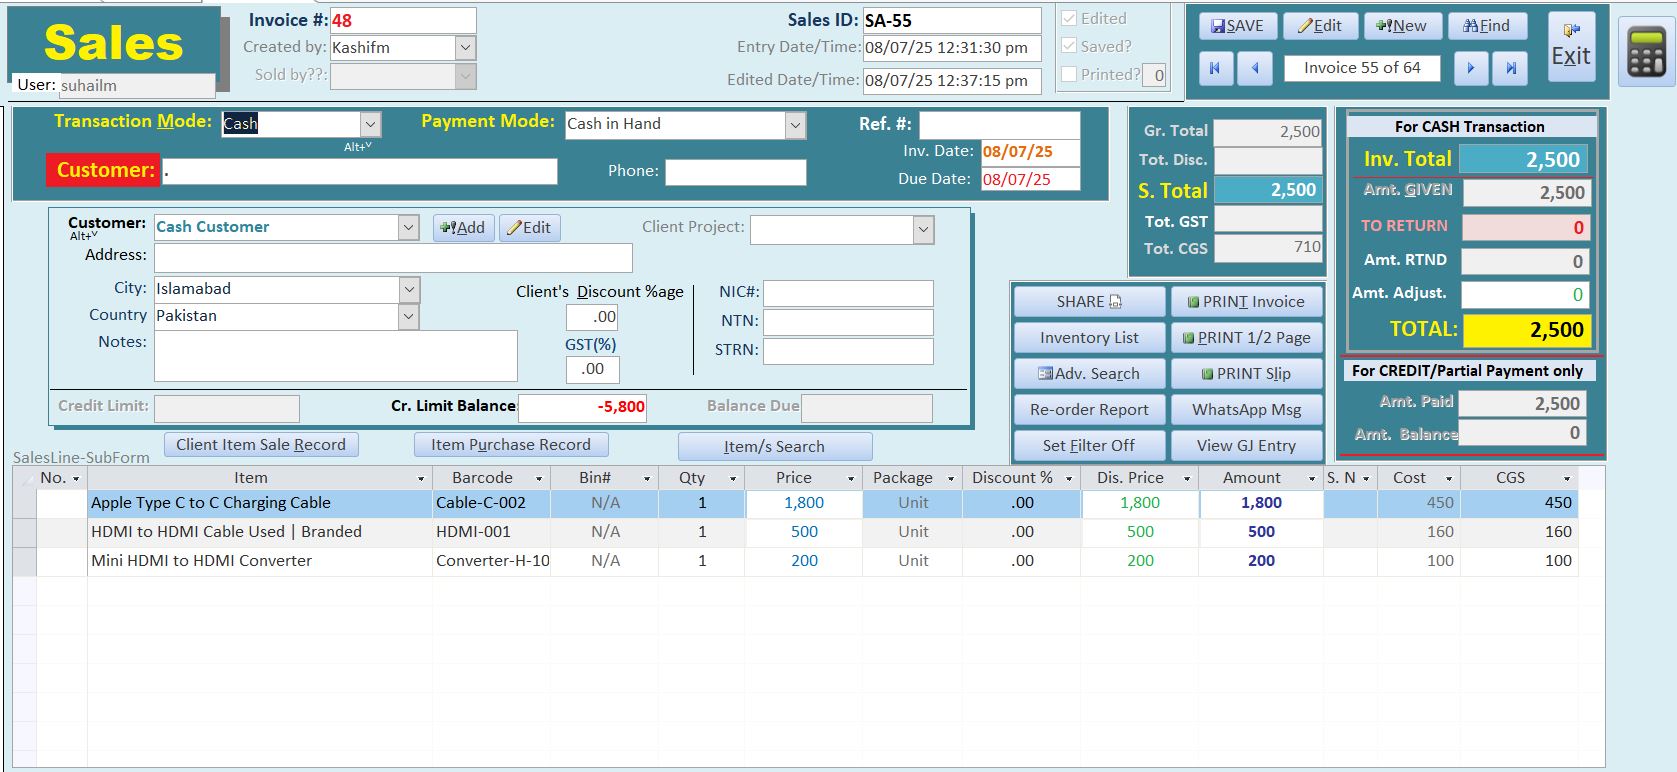 Sales
User: suhailm
Invoice #: 48
Created by: Kashifm
Sold by??:
Sales ID: SA-55
Entry Date/Time: 08/07/25 12:31:30 pm
Edited Date/Time: 08/07/25 12:37:15 pm
Edited
Saved?
Printed? 0
SAVE Edit New Find
Invoice 55 of 64
Exit
Transaction Mode: Cash
Alt+v
Payment Mode: Cash in Hand
Ref. #:
Inv. Date: 08/07/25
Due Date: 08/07/25
Customer: .
Phone:
Customer: Cash Customer
Alt+v
Add Edit
Client Project:
Address:
City: Islamabad
Country Pakistan
Notes:
Client's Discount %age
.00
GST(%)
.00
NIC#:
NTN:
STRN:
Credit Limit:
Cr. Limit Balance: -5,800
Balance Due
Gr. Total 2,500
Tot. Disc.
S. Total 2,500
Tot. GST
Tot. CGS 710
For CASH Transaction
Inv. Total 2,500
Amt. GIVEN 2,500
TO RETURN 0
Amt. RTND 0
Amt. Adjust. 0
TOTAL: 2,500
For CREDIT/Partial Payment only
Amt. Paid 2,500
Amt. Balance 0
SHARE PRINT Invoice
Inventory List PRINT 1/2 Page
Adv. Search PRINT Slip
Re-order Report WhatsApp Msg
Set Filter Off View GJ Entry
Client Item Sale Record Item Purchase Record Item/s Search
SalesLine-SubForm
No. Item Barcode Bin# Qty Price Package Discount % Dis. Price Amount S. N Cost CGS
Apple Type C to C Charging Cable Cable-C-002 N/A 1 1,800 Unit .00 1,800 1,800 450 450
HDMI to HDMI Cable Used | Branded HDMI-001 N/A 1 500 Unit .00 500 500 160 160
Mini HDMI to HDMI Converter Converter-H-10 N/A 1 200 Unit .00 200 200 100 100